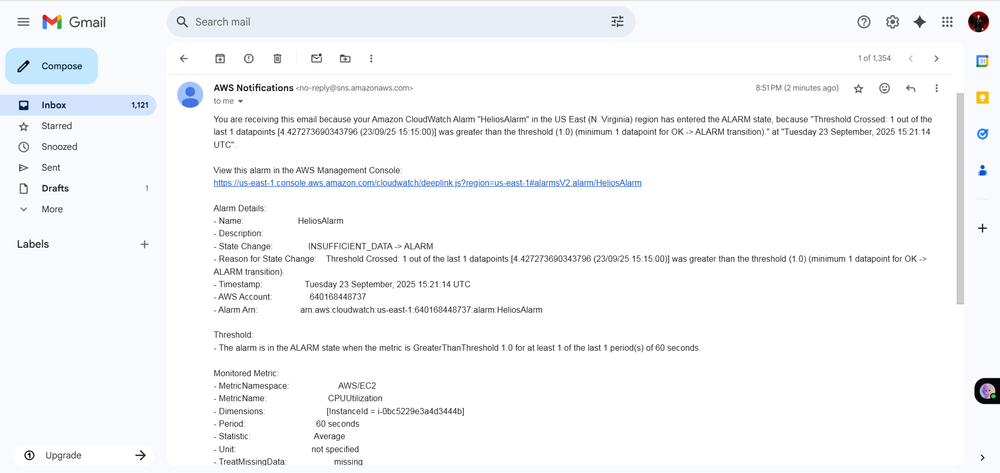 Gmail
Search mail
Compose
1 of 1,354
Inbox 1,121
Starred
Snoozed
Sent
Drafts 1
More
Labels
Upgrade
AWS Notifications <no-reply@sns.amazonaws.com>
8:51 PM (2 minutes ago)
to me
You are receiving this email because your Amazon CloudWatch Alarm "HeliosAlarm" in the US East (N. Virginia) region has entered the ALARM state, because "Threshold Crossed: 1 out of the
last 1 datapoints [4.427273690343796 (23/09/25 15:15:00)] was greater than the threshold (1.0) (minimum 1 datapoint for OK -> ALARM transition)." at "Tuesday 23 September, 2025 15:21:14
UTC".
View this alarm in the AWS Management Console:
https://us-east-1.console.aws.amazon.com/cloudwatch/deeplink.js?region=us-east-1#alarmsV2:alarm/HeliosAlarm
Alarm Details:
- Name: HeliosAlarm
- Description:
- State Change: INSUFFICIENT_DATA -> ALARM
- Reason for State Change: Threshold Crossed: 1 out of the last 1 datapoints [4.427273690343796 (23/09/25 15:15:00)] was greater than the threshold (1.0) (minimum 1 datapoint for OK ->
ALARM transition).
- Timestamp: Tuesday 23 September, 2025 15:21:14 UTC
- AWS Account: 640168448737
- Alarm Arn: arn:aws:cloudwatch:us-east-1:640168448737:alarm:HeliosAlarm
Threshold:
- The alarm is in the ALARM state when the metric is GreaterThanThreshold 1.0 for at least 1 of the last 1 period(s) of 60 seconds.
Monitored Metric:
- MetricNamespace: AWS/EC2
- MetricName: CPUUtilization
- Dimensions: [InstanceId = i-0bc5229e3a4d3444b]
- Period: 60 seconds
- Statistic: Average
- Unit: not specified
- TreatMissingData: missing
31